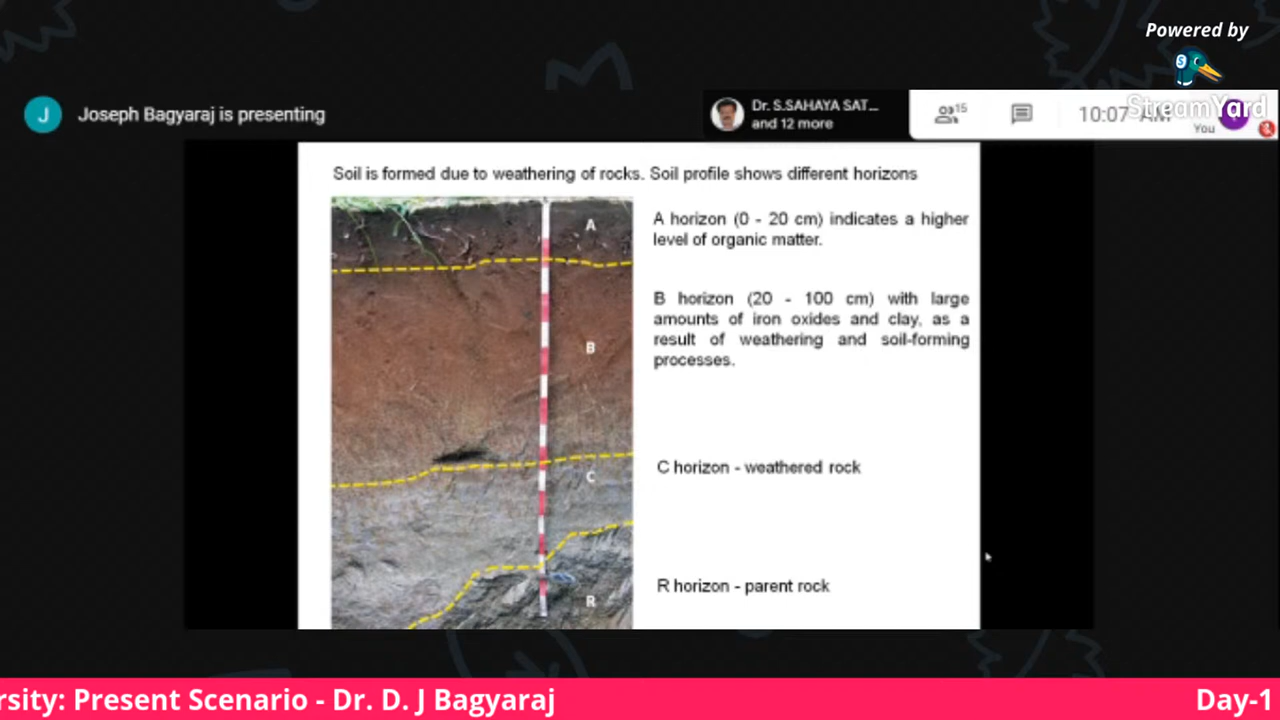 Powered by
S
StreamYard
J
Joseph Bagyaraj is presenting
Dr. S.SAHAYA SAT...
and 12 more
15
10:07 AM
You
Soil is formed due to weathering of rocks. Soil profile shows different horizons
A
B
C
R
A horizon (0 - 20 cm) indicates a higher
level of organic matter.
B horizon (20 - 100 cm) with large
amounts of iron oxides and clay, as a
result of weathering and soil-forming
processes.
C horizon - weathered rock
R horizon - parent rock
rsity: Present Scenario - Dr. D. J Bagyaraj
Day-1